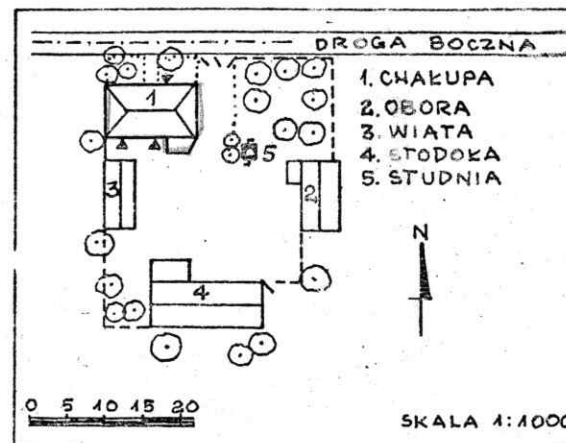 DROGA BOCZNA
1. CHAŁUPA
2. OBORA
3. WIATA
4. STODOŁA
5. STUDNIA
1
5
3
2
N
4
0 5 10 15 20
SKALA 1:1000